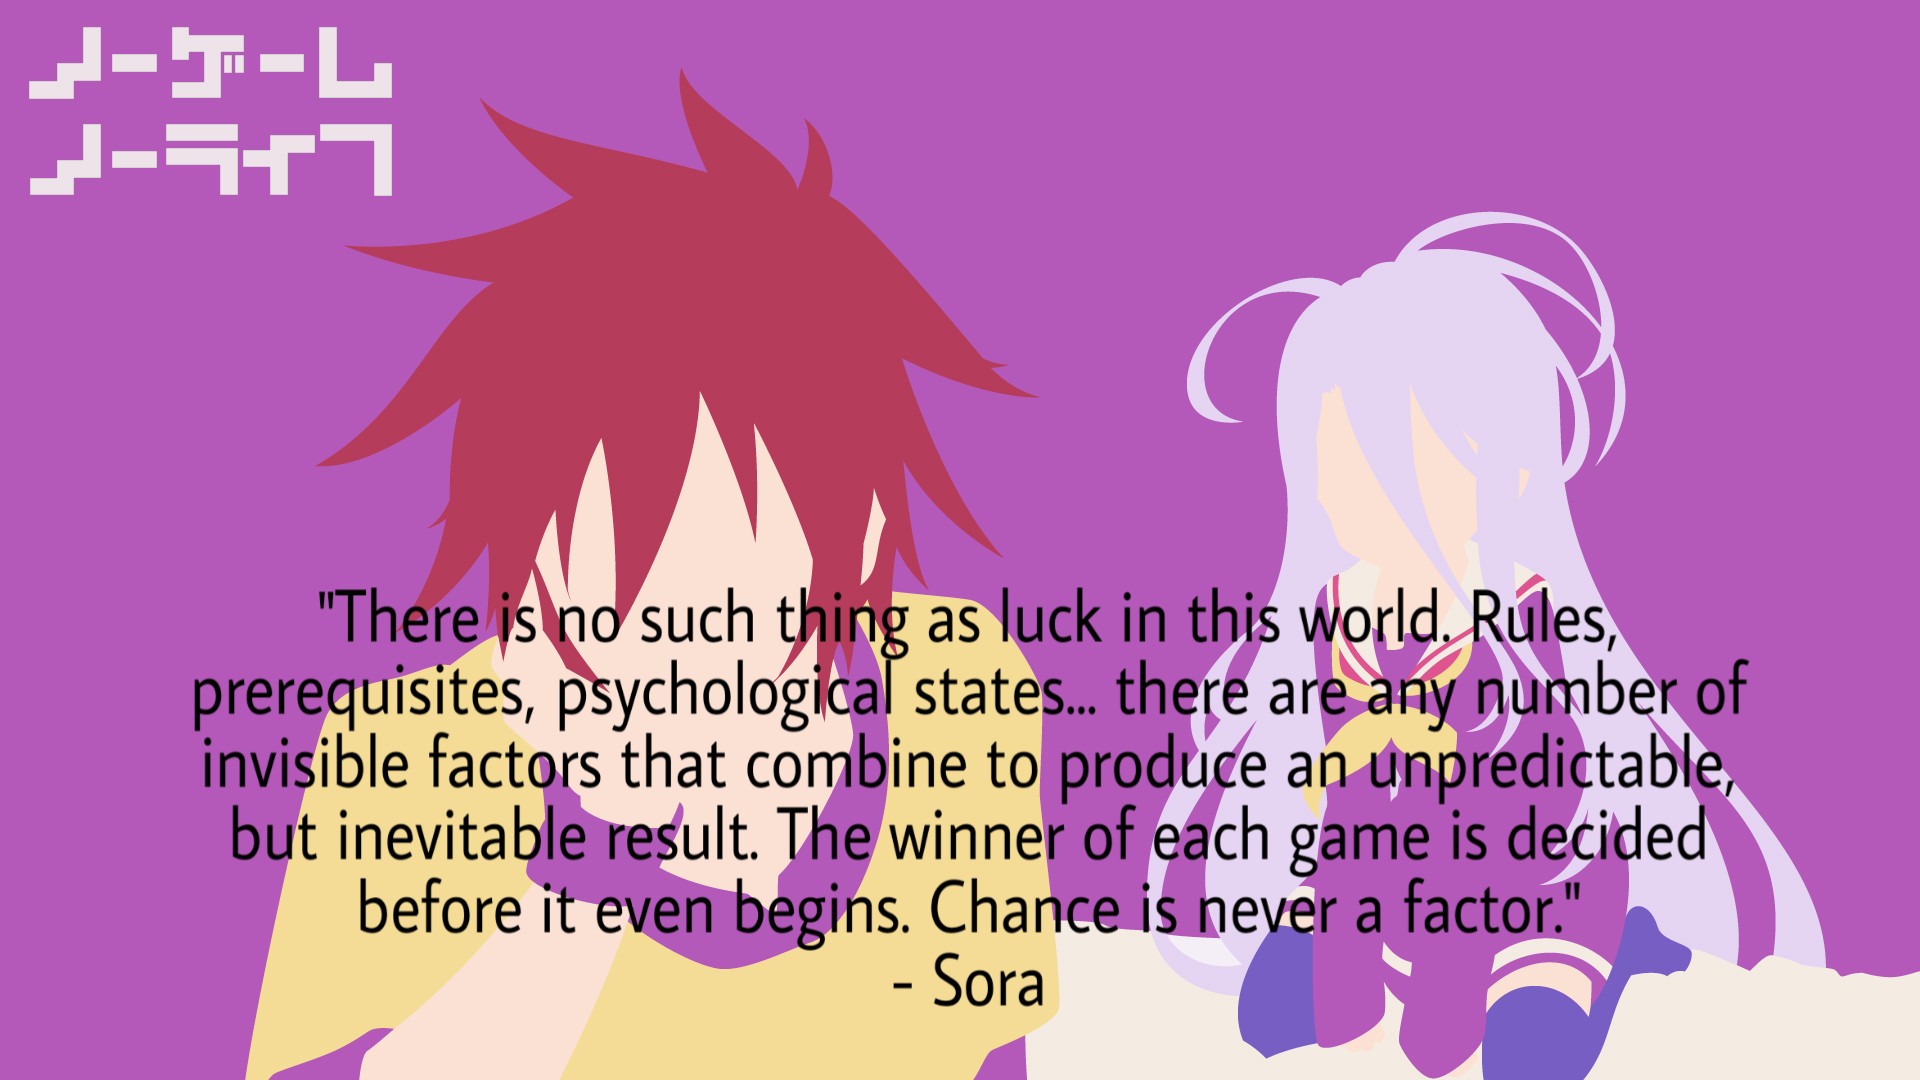 ノーゲーム
ノーライフ
"There is no such thing as luck in this world. Rules,
prerequisites, psychological states... there are any number of
invisible factors that combine to produce an unpredictable,
but inevitable result. The winner of each game is decided
before it even begins. Chance is never a factor."
- Sora